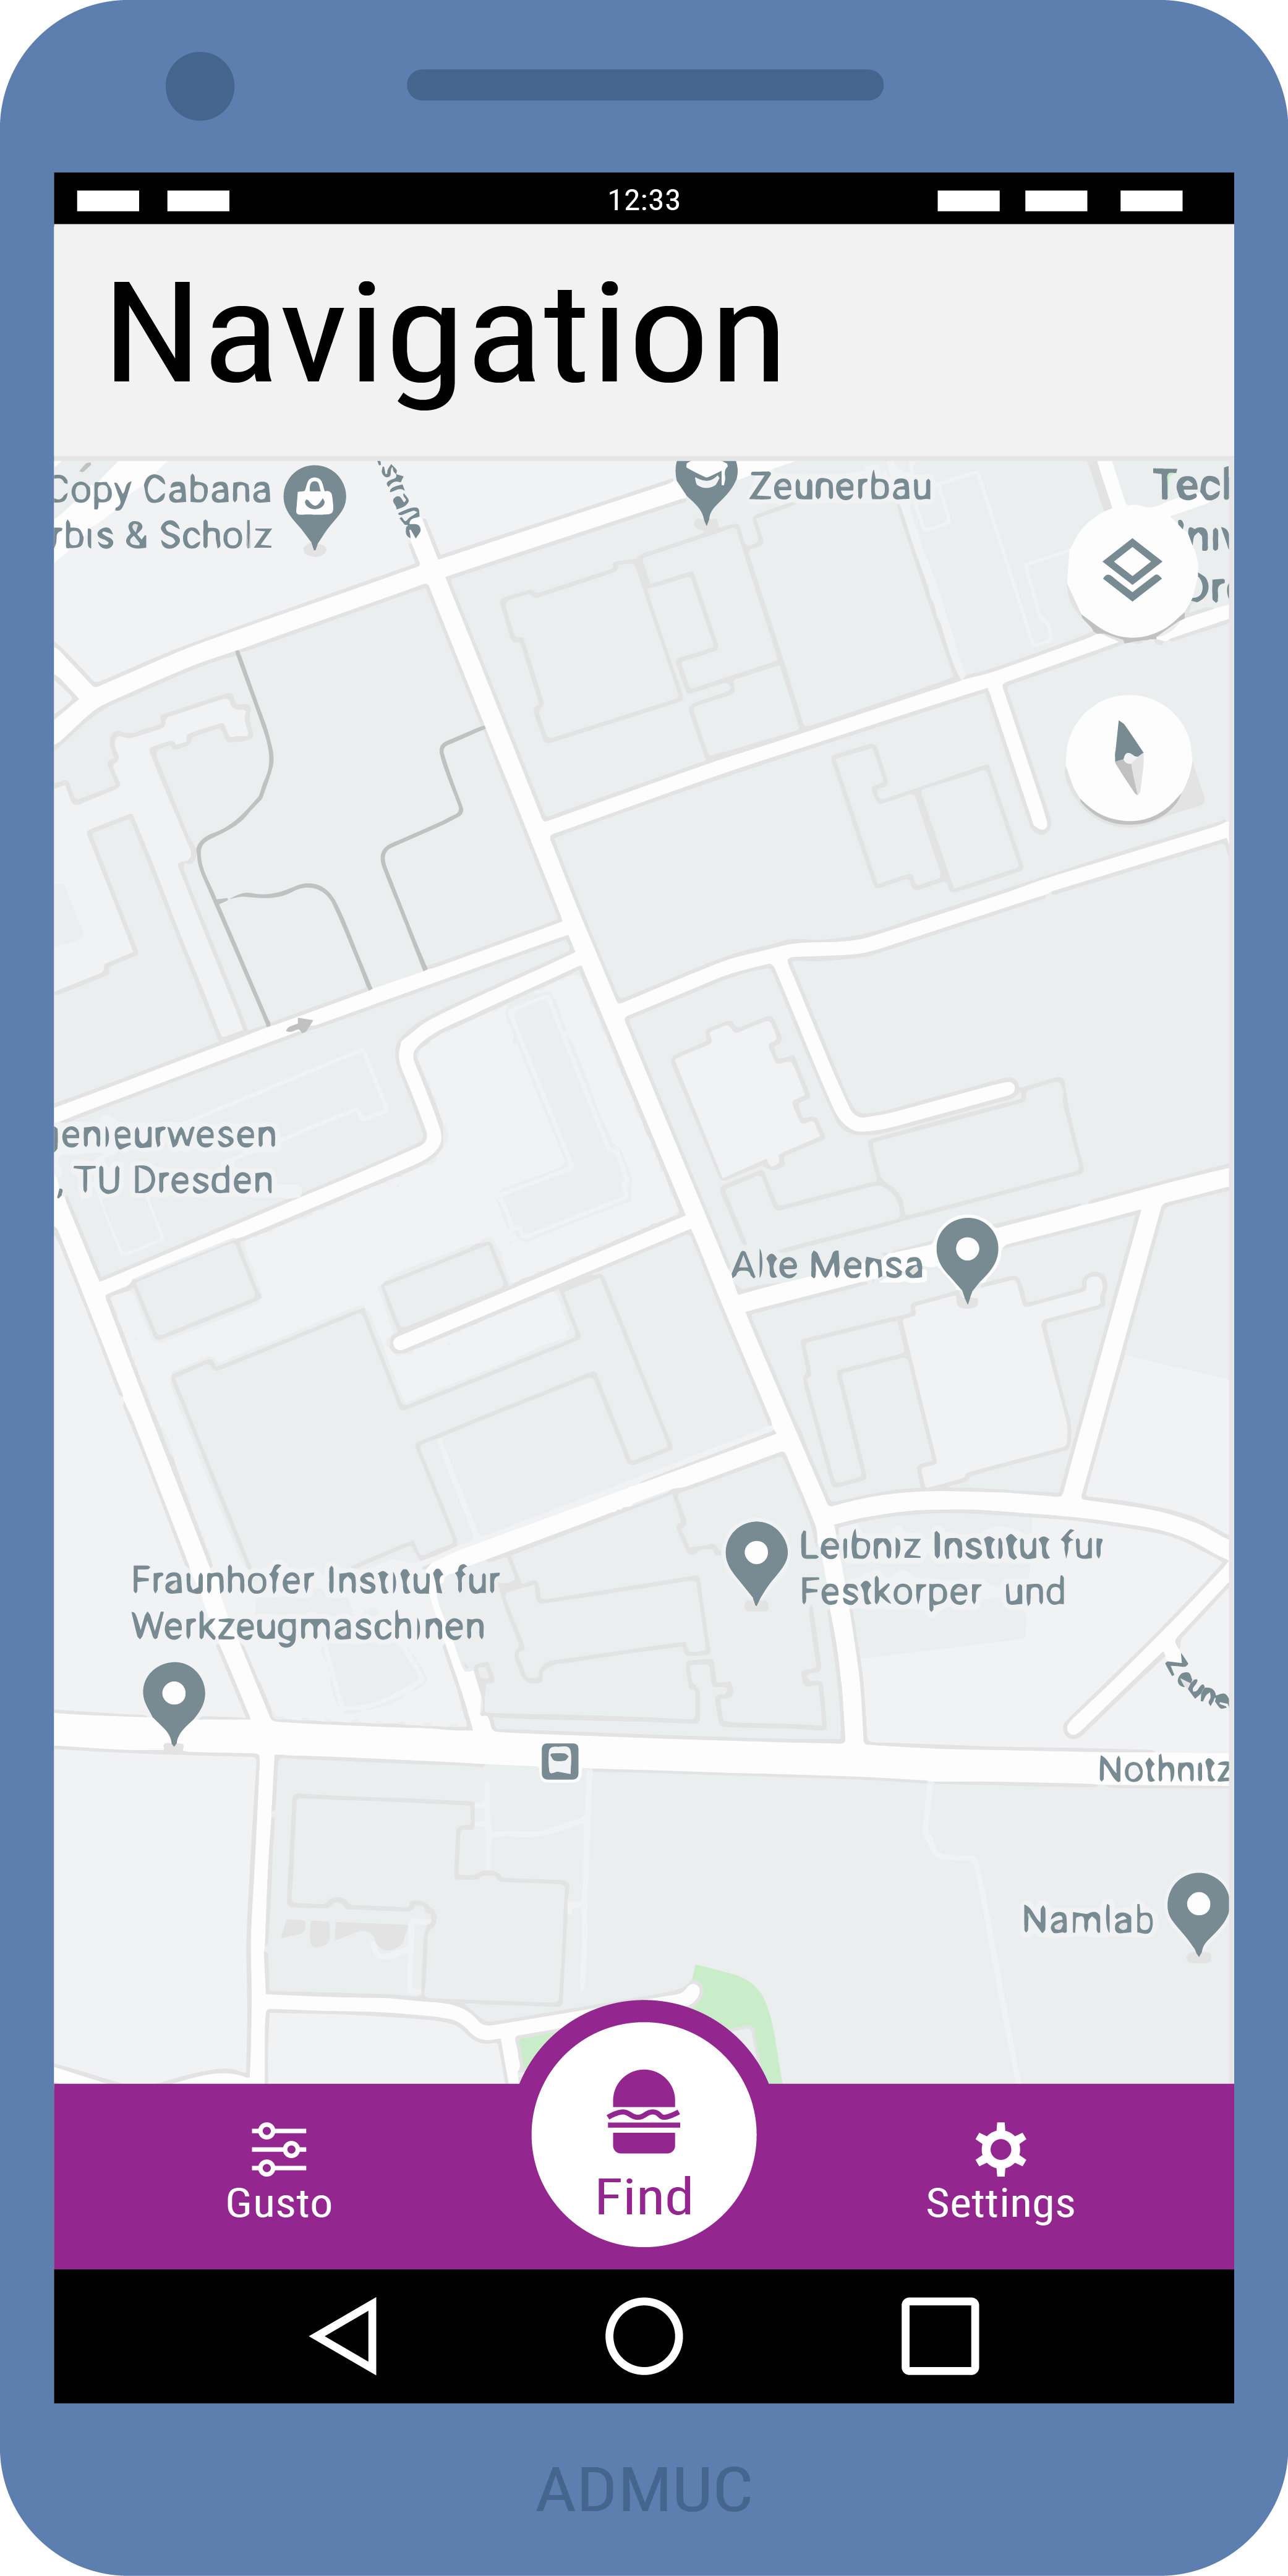 12:33
Navigation
Copy Cabana
rbis & Scholz
straße
Zeunerbau
Tech
genieurwesen
, TU Dresden
Alte Mensa
Leibniz Institut fur
Festkorper und
Fraunhofer Institut fur
Werkzeugmaschinen
Zeune
Nothnitz
Namlab
Gusto
Find
Settings
ADMUC